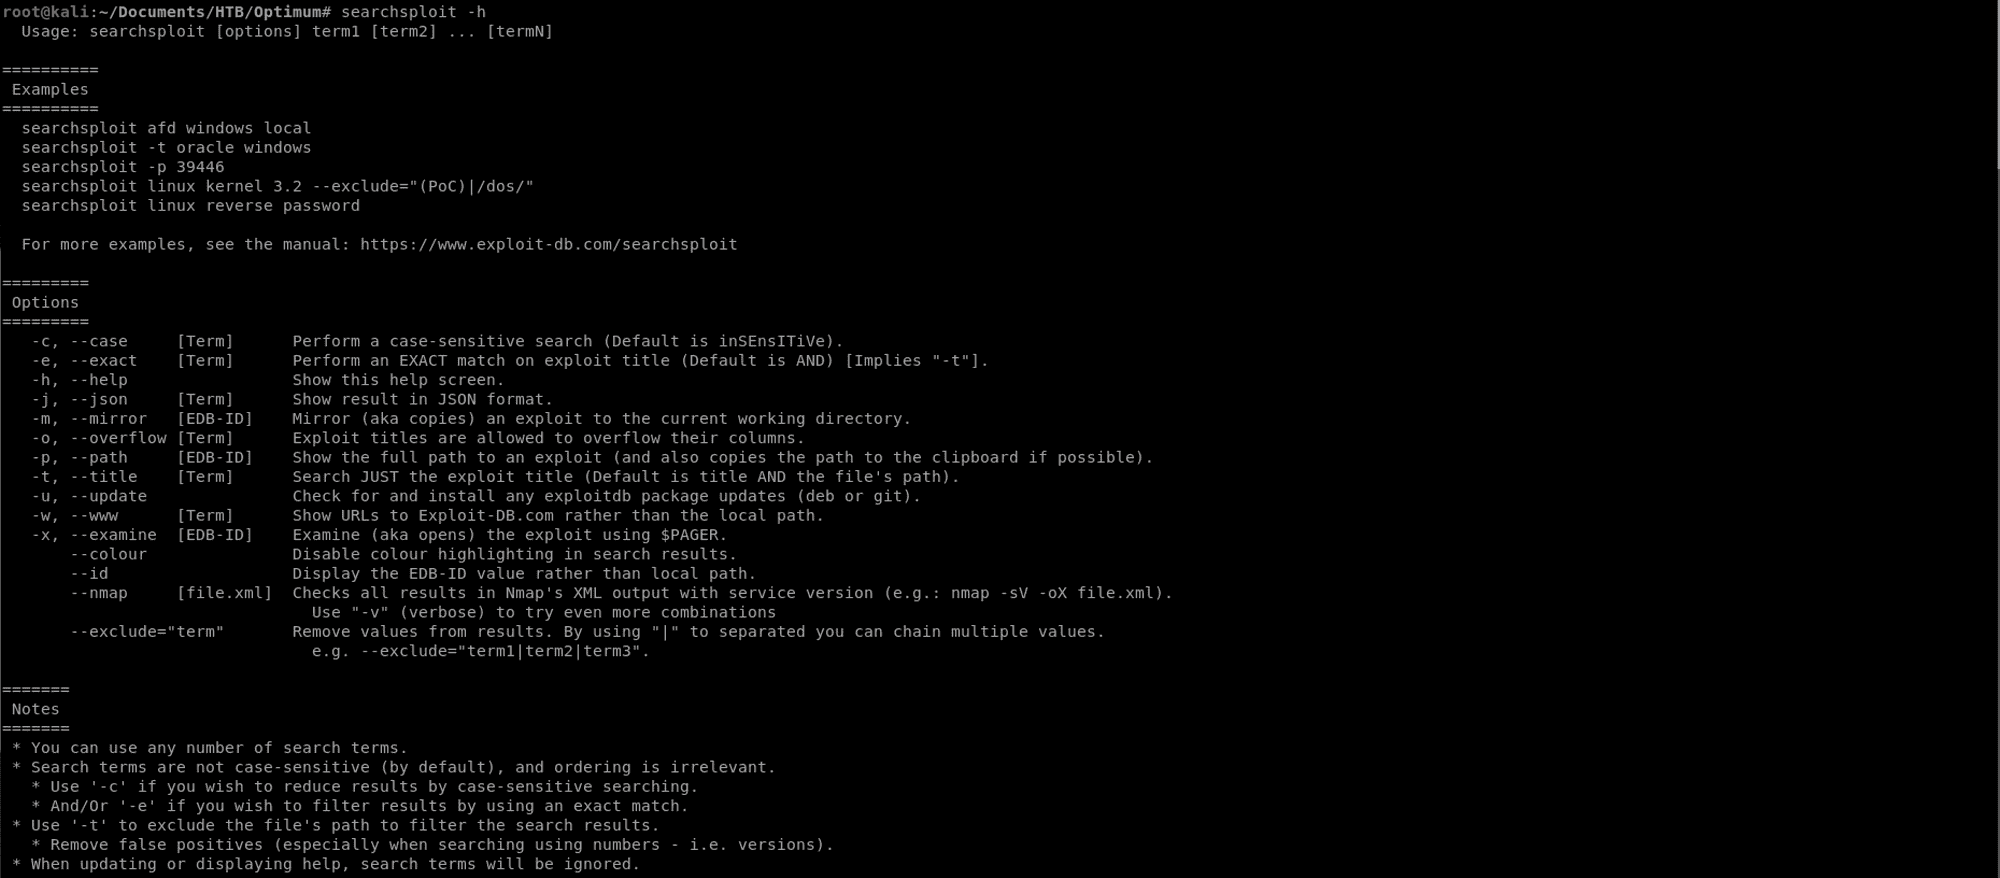 root@kali:~/Documents/HTB/Optimum# searchsploit -h
  Usage: searchsploit [options] term1 [term2] ... [termN]

==========
 Examples
==========
  searchsploit afd windows local
  searchsploit -t oracle windows
  searchsploit -p 39446
  searchsploit linux kernel 3.2 --exclude="(PoC)|/dos/"
  searchsploit linux reverse password

  For more examples, see the manual: https://www.exploit-db.com/searchsploit

=========
 Options
=========
   -c, --case     [Term]      Perform a case-sensitive search (Default is inSEnsITiVe).
   -e, --exact    [Term]      Perform an EXACT match on exploit title (Default is AND) [Implies "-t"].
   -h, --help                 Show this help screen.
   -j, --json     [Term]      Show result in JSON format.
   -m, --mirror   [EDB-ID]    Mirror (aka copies) an exploit to the current working directory.
   -o, --overflow [Term]      Exploit titles are allowed to overflow their columns.
   -p, --path     [EDB-ID]    Show the full path to an exploit (and also copies the path to the clipboard if possible).
   -t, --title    [Term]      Search JUST the exploit title (Default is title AND the file's path).
   -u, --update               Check for and install any exploitdb package updates (deb or git).
   -w, --www      [Term]      Show URLs to Exploit-DB.com rather than the local path.
   -x, --examine  [EDB-ID]    Examine (aka opens) the exploit using $PAGER.
       --colour               Disable colour highlighting in search results.
       --id                   Display the EDB-ID value rather than local path.
       --nmap     [file.xml]  Checks all results in Nmap's XML output with service version (e.g.: nmap -sV -oX file.xml).
                                Use "-v" (verbose) to try even more combinations
       --exclude="term"       Remove values from results. By using "|" to separated you can chain multiple values.
                                e.g. --exclude="term1|term2|term3".

=======
 Notes
=======
 * You can use any number of search terms.
 * Search terms are not case-sensitive (by default), and ordering is irrelevant.
   * Use '-c' if you wish to reduce results by case-sensitive searching.
   * And/Or '-e' if you wish to filter results by using an exact match.
 * Use '-t' to exclude the file's path to filter the search results.
   * Remove false positives (especially when searching using numbers - i.e. versions).
 * When updating or displaying help, search terms will be ignored.